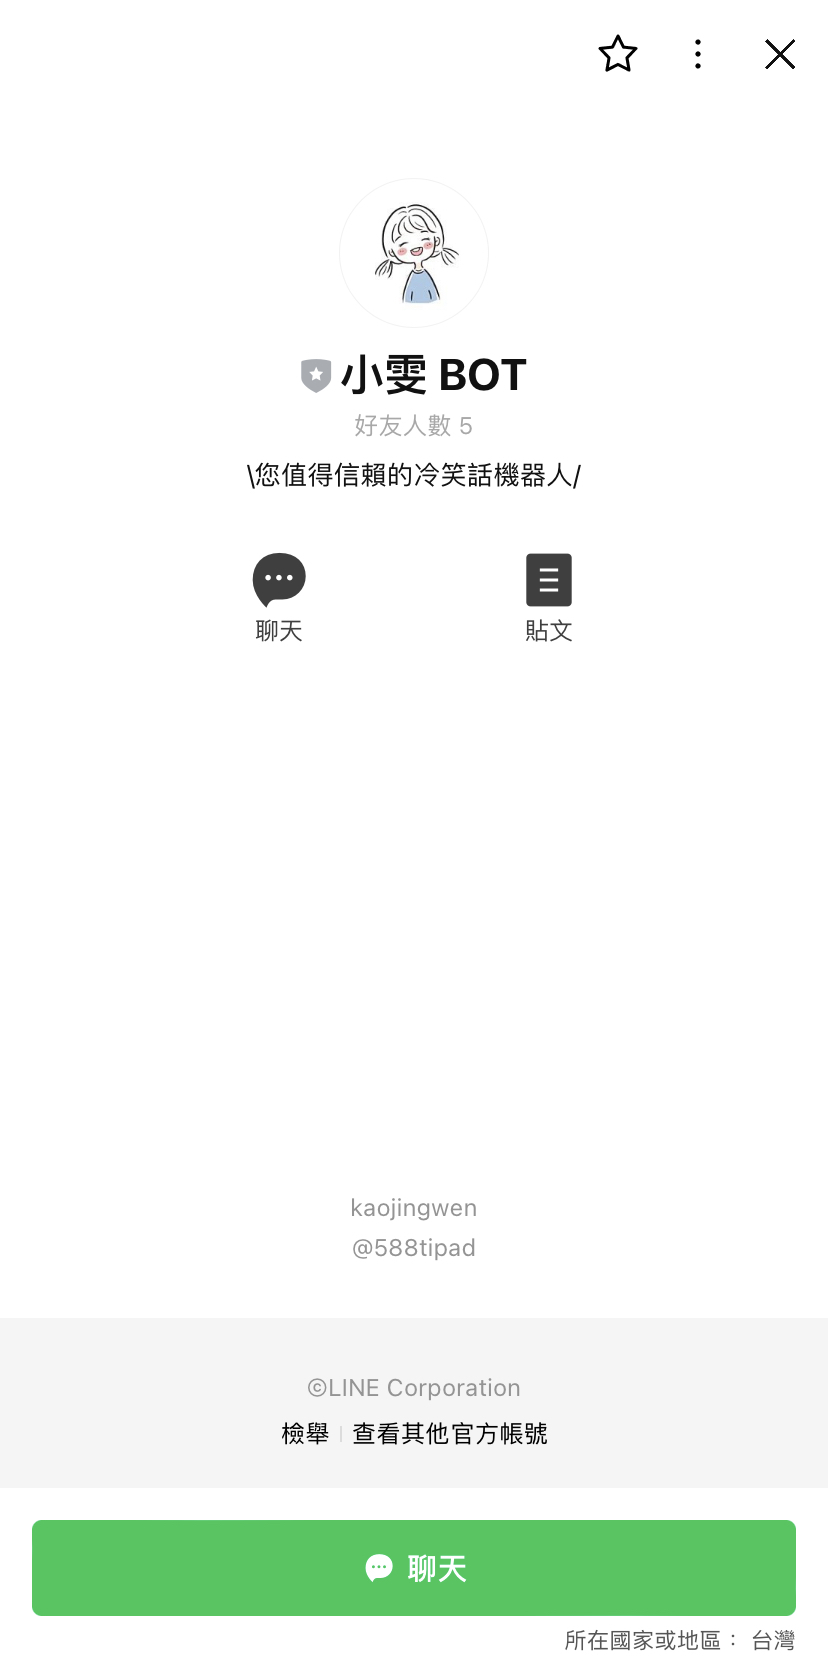 小雯 BOT
好友人數 5
\您值得信賴的冷笑話機器人/
聊天
貼文
kaojingwen
@588tipad
©LINE Corporation
檢舉 | 查看其他官方帳號
聊天
所在國家或地區： 台灣